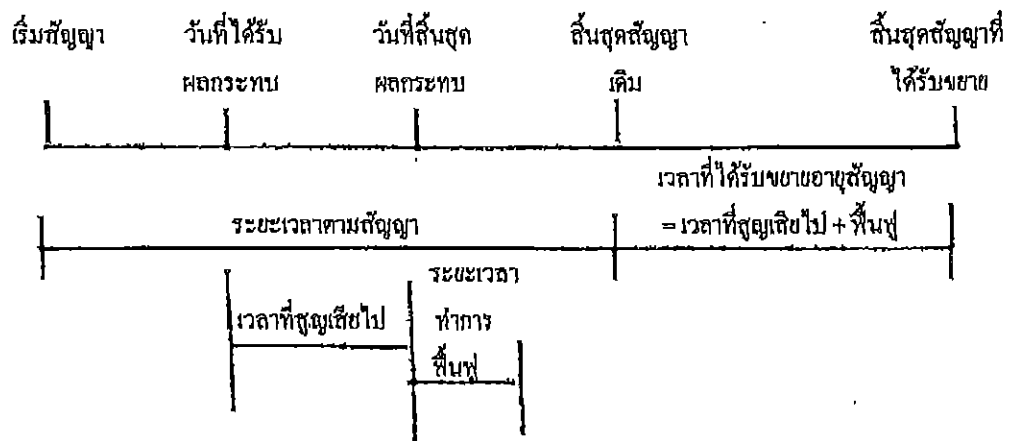 เริ่มสัญญา วันที่ได้รับ วันที่สิ้นสุด สิ้นสุดสัญญา สิ้นสุดสัญญาที่
ผลกระทบ ผลกระทบ เดิม ได้รับขยาย
เวลาที่ได้รับขยายอายุสัญญา
ระยะเวลาตามสัญญา = เวลาที่สูญเสียไป + ฟื้นฟู
ระยะเวลา
เวลาที่สูญเสียไป ทำการ
ฟื้นฟู